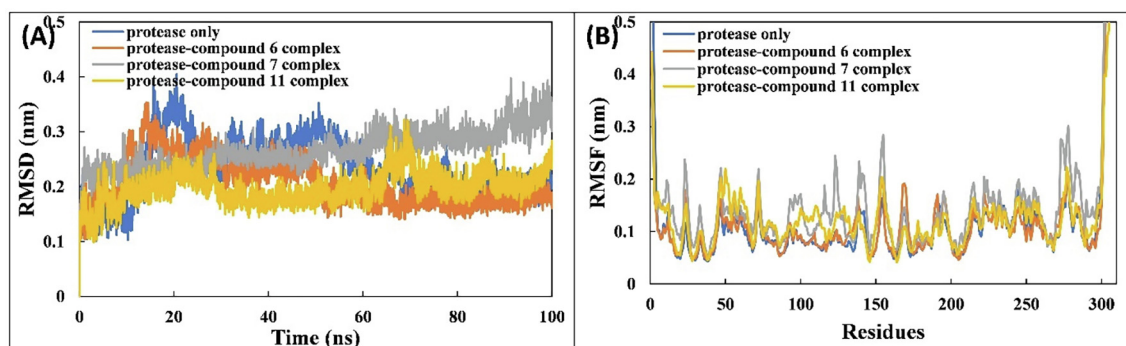 (A)
protease only
protease-compound 6 complex
protease-compound 7 complex
protease-compound 11 complex
RMSD (nm)
0.5
0.4
0.3
0.2
0.1
0
0 20 40 60 80 100
Time (ns)
(B)
protease only
protease-compound 6 complex
protease-compound 7 complex
protease-compound 11 complex
RMSF (nm)
0.5
0.4
0.3
0.2
0.1
0
0 50 100 150 200 250 300
Residues